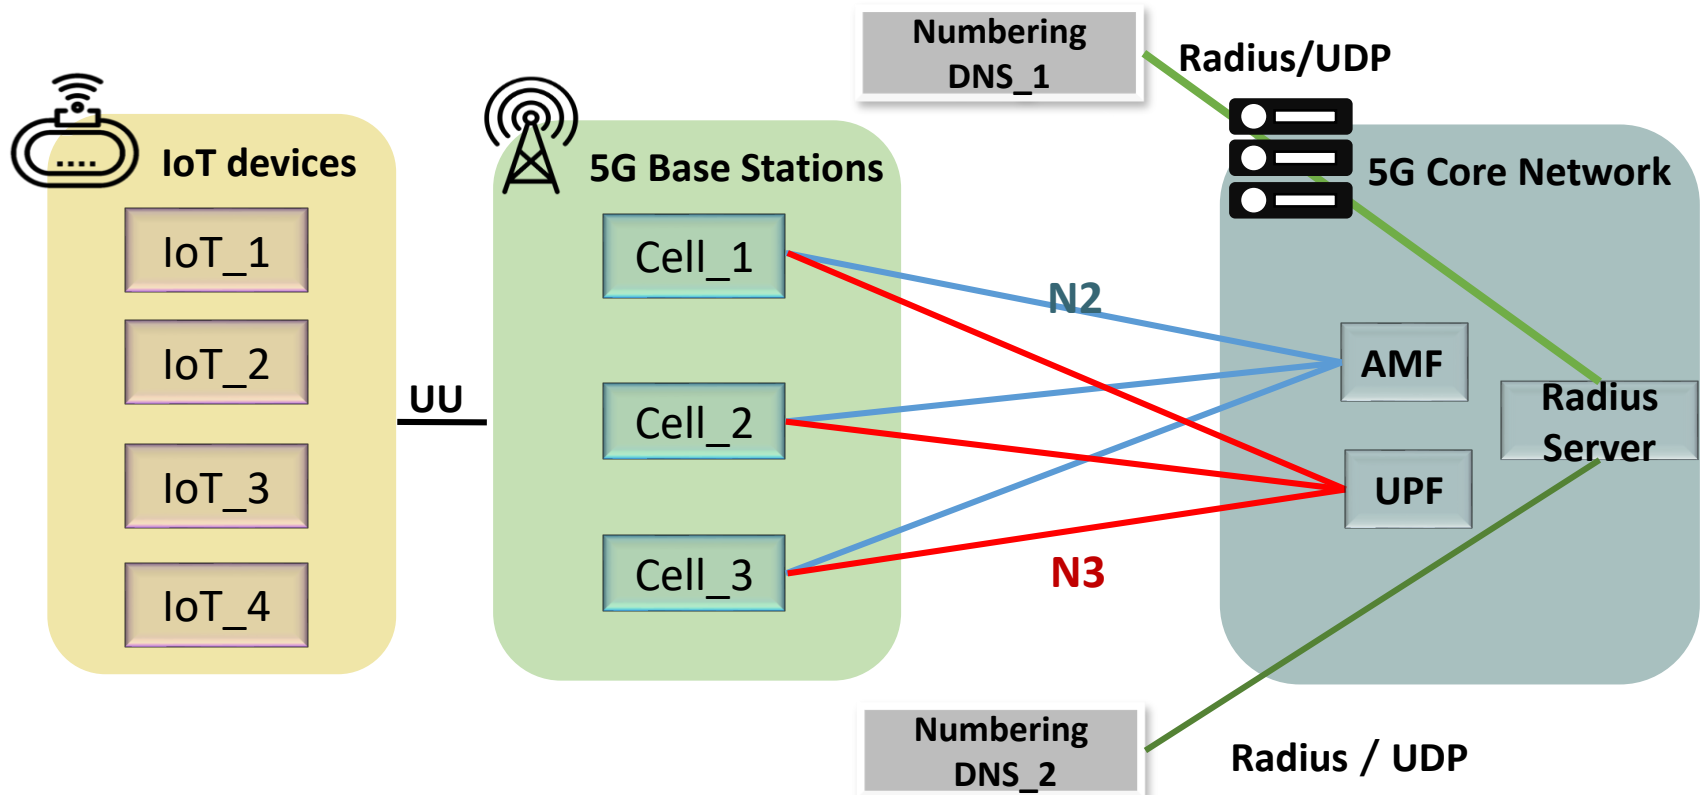 Numbering
DNS_1
Radius/UDP
....
IoT devices
5G Base Stations
5G Core Network
IoT_1
IoT_2
IoT_3
IoT_4
UU
Cell_1
Cell_2
Cell_3
N2
N3
AMF
UPF
Radius
Server
Numbering
DNS_2
Radius / UDP